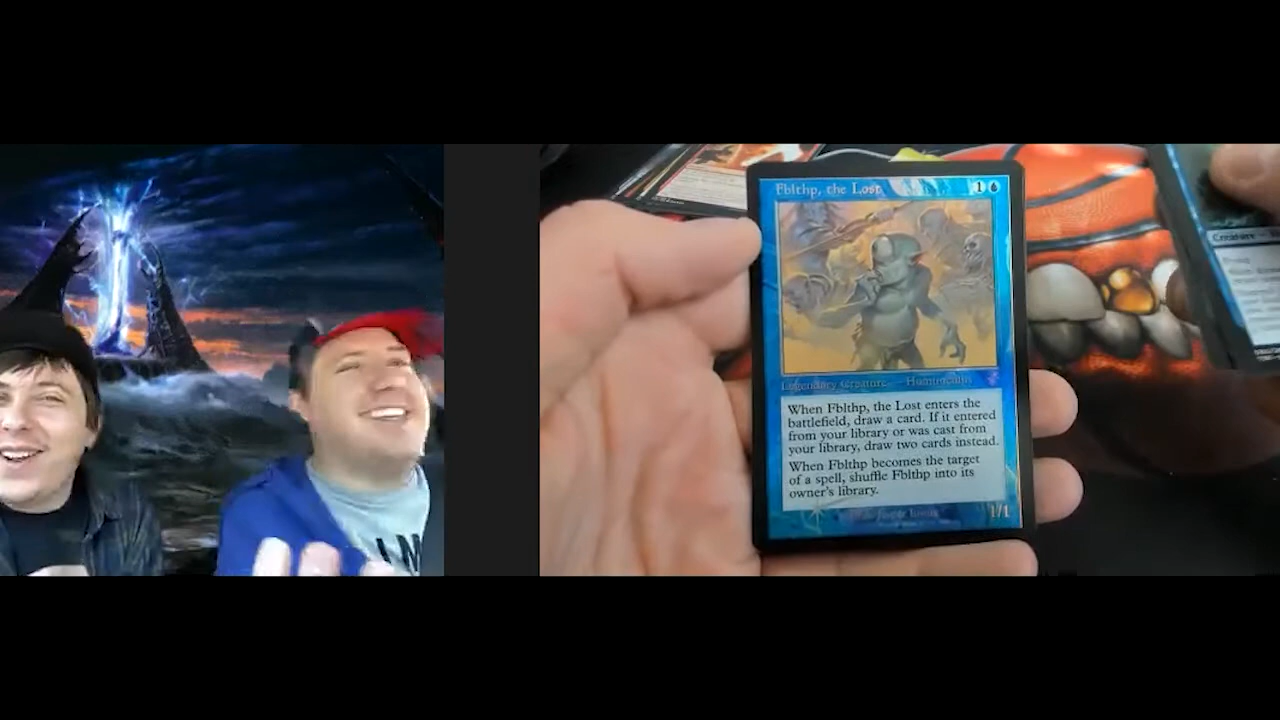 Fblthp, the Lost 1
Legendary Creature — Homunculus
When Fblthp, the Lost enters the
battlefield, draw a card. If it entered
from your library or was cast from
your library, draw two cards instead.
When Fblthp becomes the target
of a spell, shuffle Fblthp into its
owner's library.
1/1
Creature
I M